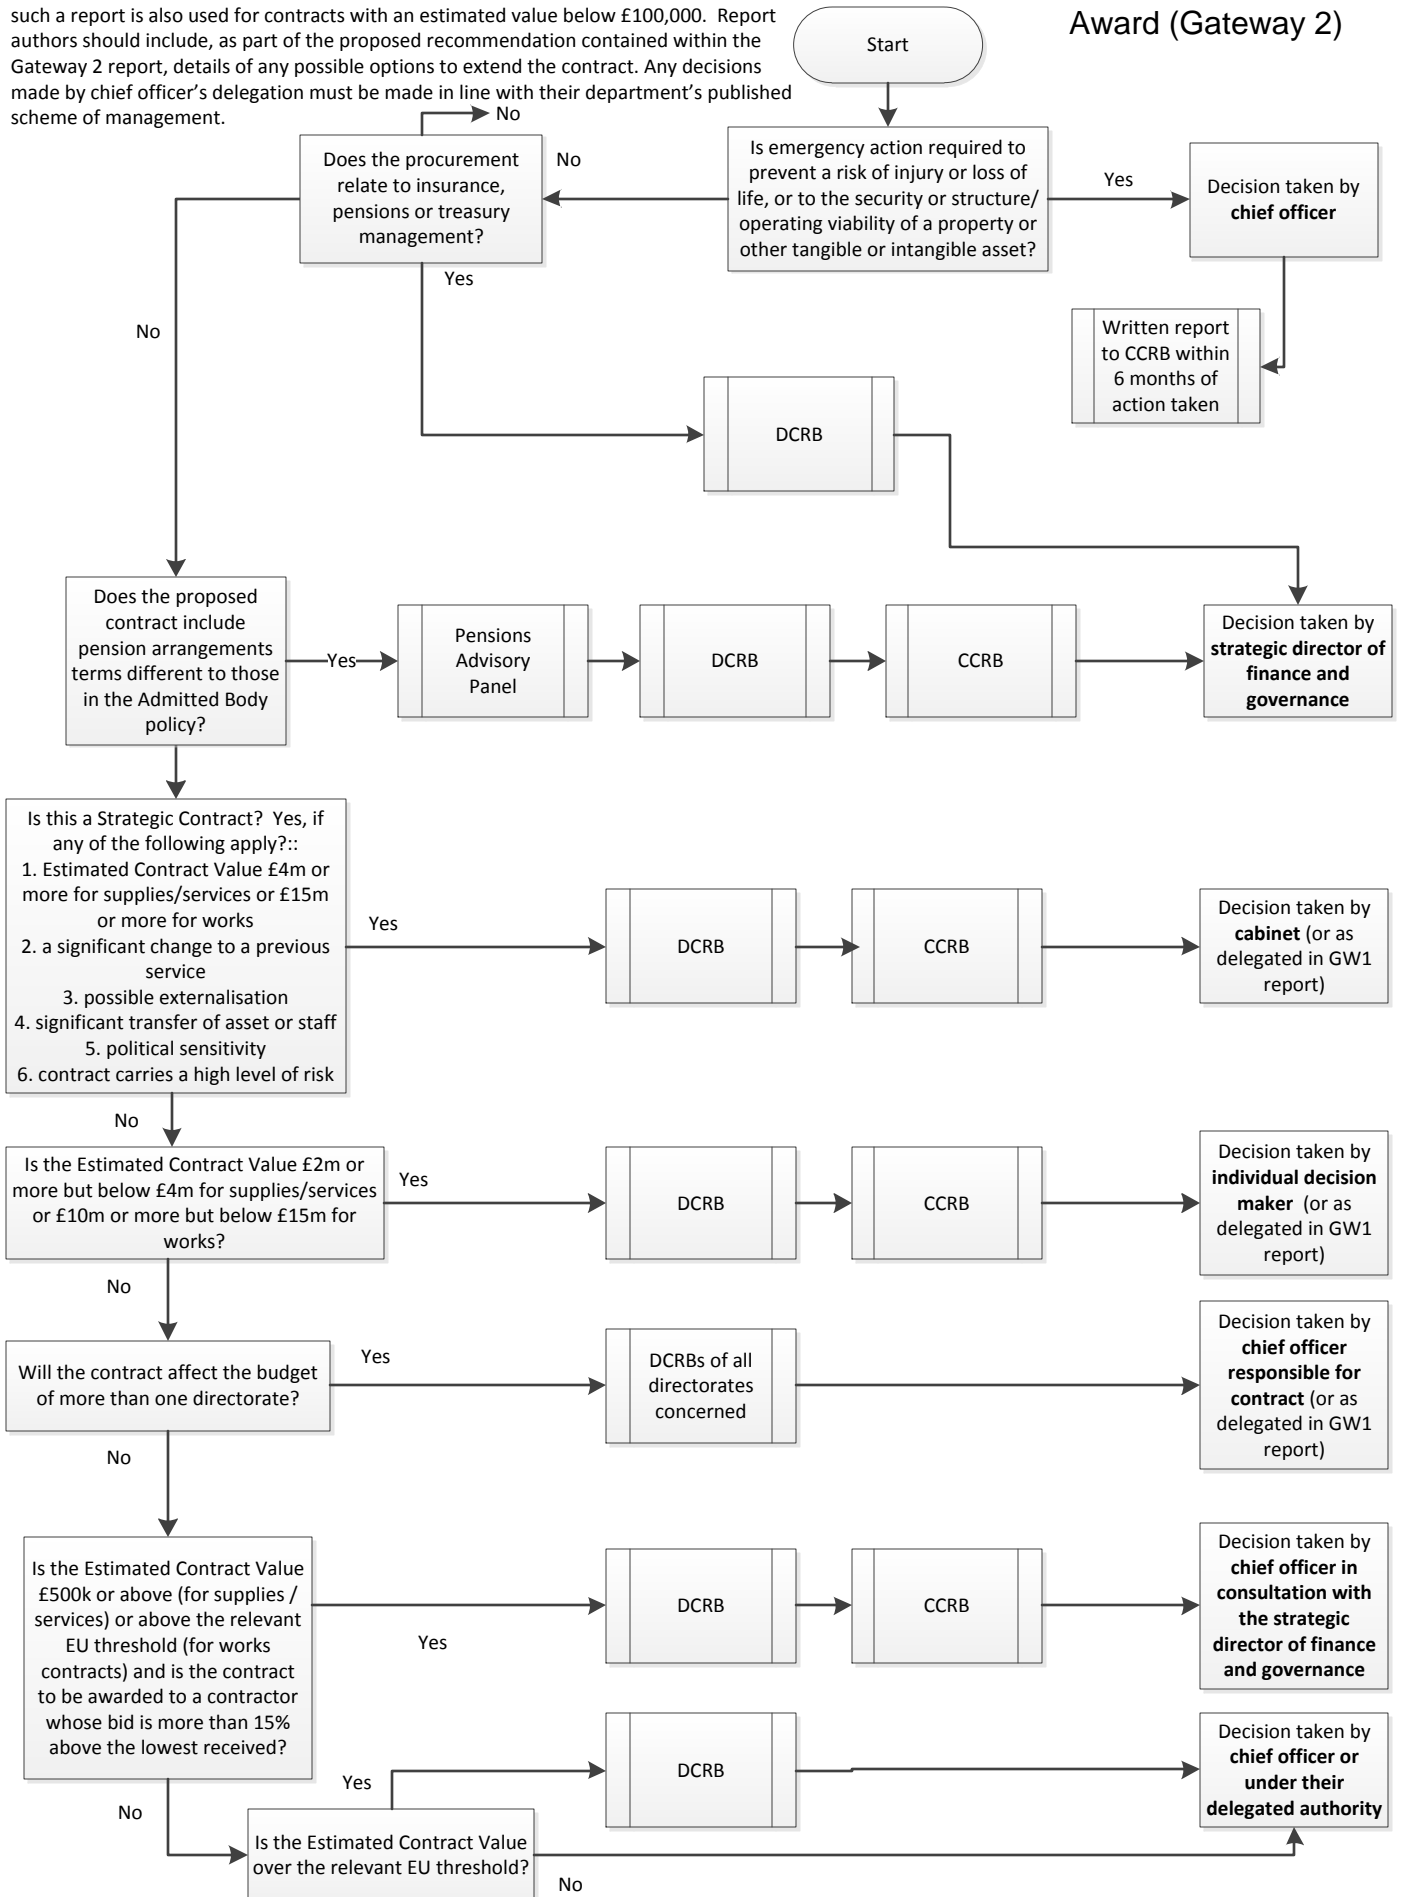 such a report is also used for contracts with an estimated value below £100,000.  Report
authors should include, as part of the proposed recommendation contained within the
Gateway 2 report, details of any possible options to extend the contract. Any decisions
made by chief officer’s delegation must be made in line with their department’s published
scheme of management.
Award (Gateway 2)
Start
No
Does the procurement
relate to insurance,
pensions or treasury
management?
No
Is emergency action required to
prevent a risk of injury or loss of
life, or to the security or structure/
operating viability of a property or
other tangible or intangible asset?
Yes
Decision taken by
chief officer
Yes
No
Written report
to CCRB within
6 months of
action taken
DCRB
Does the proposed
contract include
pension arrangements
terms different to those
in the Admitted Body
policy?
Yes
Pensions
Advisory
Panel
DCRB
CCRB
Decision taken by
strategic director of
finance and
governance
Is this a Strategic Contract?  Yes, if
any of the following apply?::
1. Estimated Contract Value £4m or
more for supplies/services or £15m
or more for works
2. a significant change to a previous
service
3. possible externalisation
4. significant transfer of asset or staff
5. political sensitivity
6. contract carries a high level of risk
Yes
DCRB
CCRB
Decision taken by
cabinet (or as
delegated in GW1
report)
No
Is the Estimated Contract Value £2m or
more but below £4m for supplies/services
or £10m or more but below £15m for
works?
Yes
DCRB
CCRB
Decision taken by
individual decision
maker  (or as
delegated in GW1
report)
No
Will the contract affect the budget
of more than one directorate?
Yes
DCRBs of all
directorates
concerned
Decision taken by
chief officer
responsible for
contract (or as
delegated in GW1
report)
No
Is the Estimated Contract Value
£500k or above (for supplies /
services) or above the relevant
EU threshold (for works
contracts) and is the contract
to be awarded to a contractor
whose bid is more than 15%
above the lowest received?
Yes
DCRB
CCRB
Decision taken by
chief officer in
consultation with
the strategic
director of finance
and governance
No
Is the Estimated Contract Value
over the relevant EU threshold?
Yes
DCRB
Decision taken by
chief officer or
under their
delegated authority
No